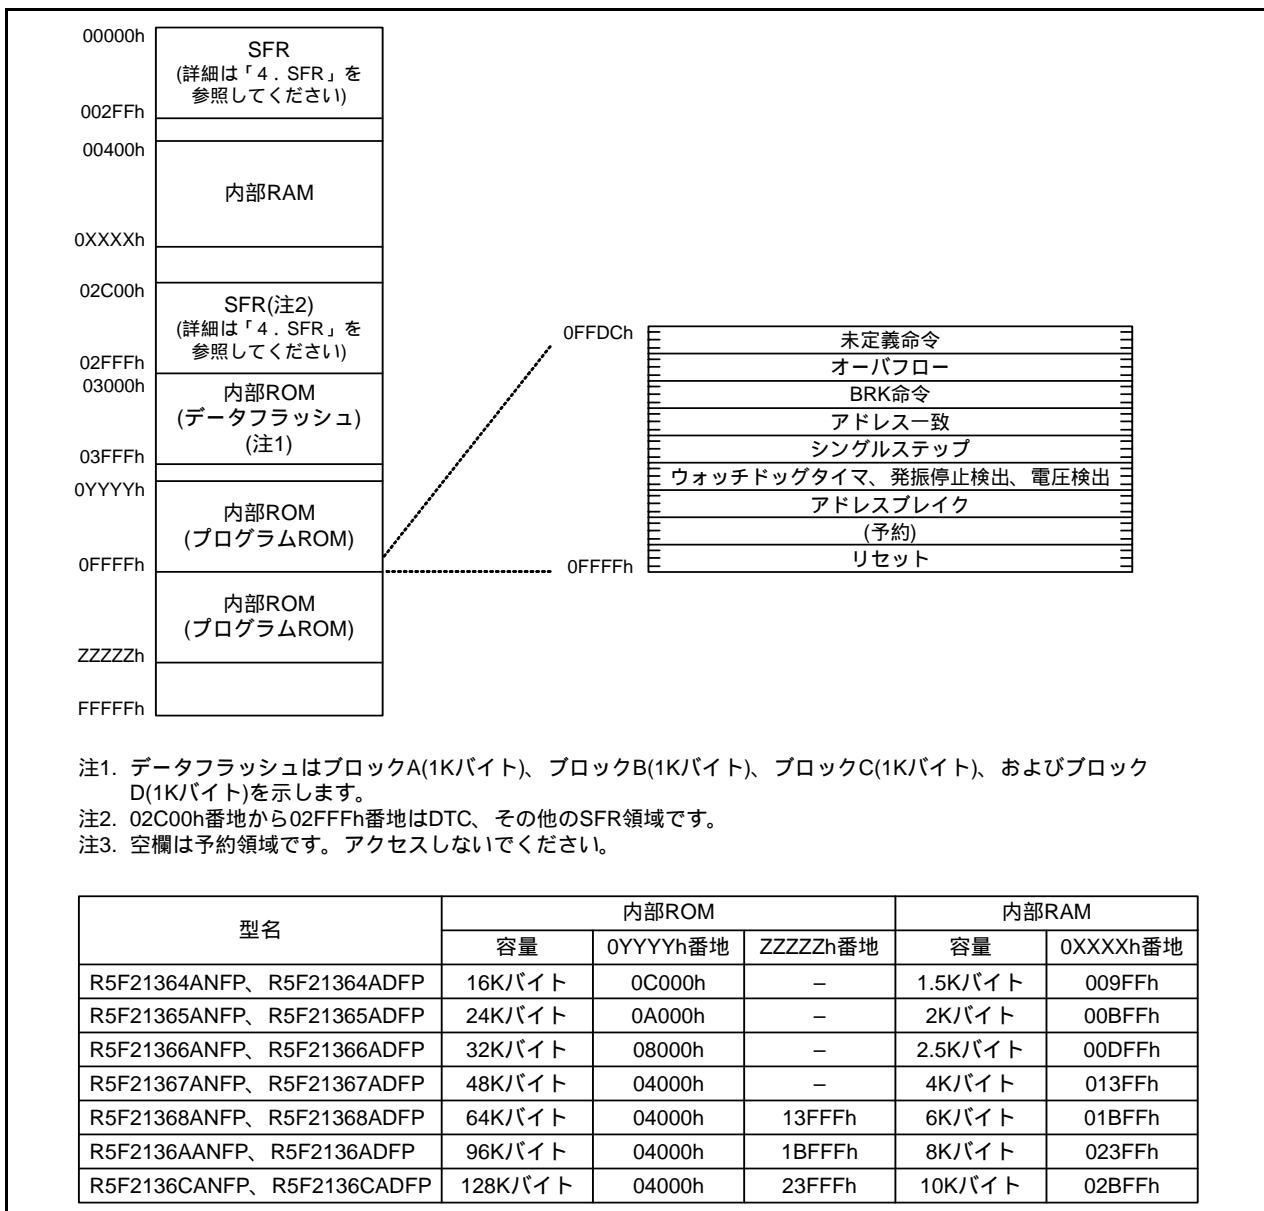 00000h
SFR
(詳細は「4．SFR」を
参照してください)
002FFh
00400h
内部RAM
0XXXXh
02C00h
SFR(注2)
(詳細は「4．SFR」を
参照してください)
02FFFh
03000h
内部ROM
(データフラッシュ)
(注1)
03FFFh
0YYYYh
内部ROM
(プログラムROM)
0FFFFh
内部ROM
(プログラムROM)
ZZZZZh
FFFFFh
0FFDCh
未定義命令
オーバフロー
BRK命令
アドレス一致
シングルステップ
ウォッチドッグタイマ、発振停止検出、電圧検出
アドレスブレイク
(予約)
リセット
0FFFFh
注1. データフラッシュはブロックA(1Kバイト)、ブロックB(1Kバイト)、ブロックC(1Kバイト)、およびブロック
D(1Kバイト)を示します。
注2. 02C00h番地から02FFFh番地はDTC、その他のSFR領域です。
注3. 空欄は予約領域です。アクセスしないでください。
型名 内部ROM 内部RAM
容量 0YYYYh番地 ZZZZZh番地 容量 0XXXXh番地
R5F21364ANFP、R5F21364ADFP 16Kバイト 0C000h – 1.5Kバイト 009FFh
R5F21365ANFP、R5F21365ADFP 24Kバイト 0A000h – 2Kバイト 00BFFh
R5F21366ANFP、R5F21366ADFP 32Kバイト 08000h – 2.5Kバイト 00DFFh
R5F21367ANFP、R5F21367ADFP 48Kバイト 04000h – 4Kバイト 013FFh
R5F21368ANFP、R5F21368ADFP 64Kバイト 04000h 13FFFh 6Kバイト 01BFFh
R5F2136AANFP、R5F2136ADFP 96Kバイト 04000h 1BFFFh 8Kバイト 023FFh
R5F2136CANFP、R5F2136CADFP 128Kバイト 04000h 23FFFh 10Kバイト 02BFFh